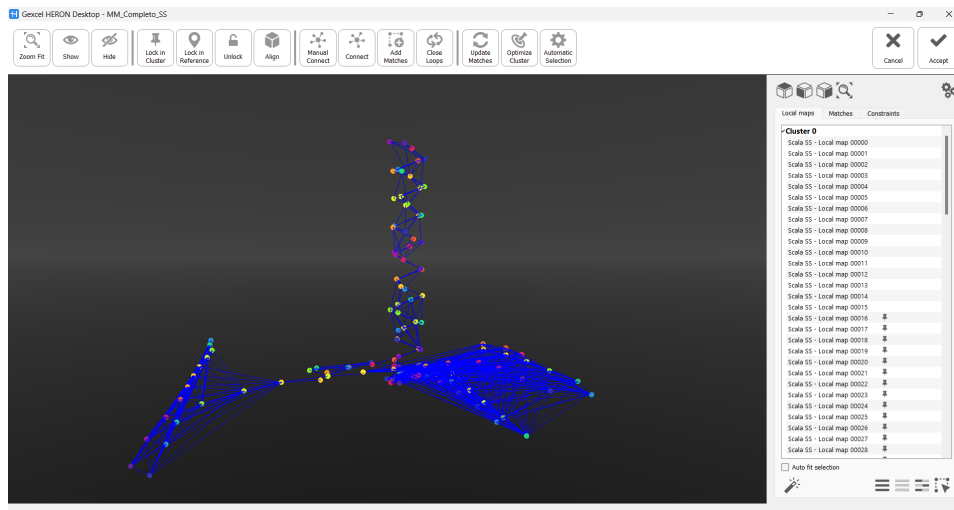 Gexcel HERON Desktop - MM_Completo_SS
Zoom Fit
Show
Hide
Lock in Cluster
Lock in Reference
Unlock
Align
Manual Connect
Connect
Add Matches
Close Loops
Update Matches
Optimize Cluster
Automatic Selection
Cancel
Accept
Local maps
Matches
Constraints
Cluster 0
Scala SS - Local map 00000
Scala SS - Local map 00001
Scala SS - Local map 00002
Scala SS - Local map 00003
Scala SS - Local map 00004
Scala SS - Local map 00005
Scala SS - Local map 00006
Scala SS - Local map 00007
Scala SS - Local map 00008
Scala SS - Local map 00009
Scala SS - Local map 00010
Scala SS - Local map 00011
Scala SS - Local map 00012
Scala SS - Local map 00013
Scala SS - Local map 00014
Scala SS - Local map 00015
Scala SS - Local map 00016
Scala SS - Local map 00017
Scala SS - Local map 00018
Scala SS - Local map 00019
Scala SS - Local map 00020
Scala SS - Local map 00021
Scala SS - Local map 00022
Scala SS - Local map 00023
Scala SS - Local map 00024
Scala SS - Local map 00025
Scala SS - Local map 00026
Scala SS - Local map 00027
Scala SS - Local map 00028
Auto fit selection